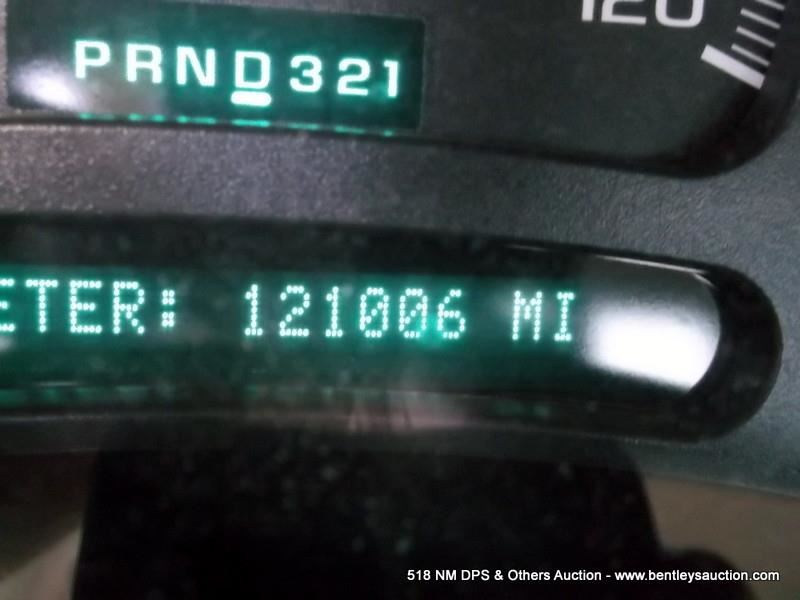 120
PRND321
ETER: 121006 MI
518 NM DPS & Others Auction - www.bentleysauction.com